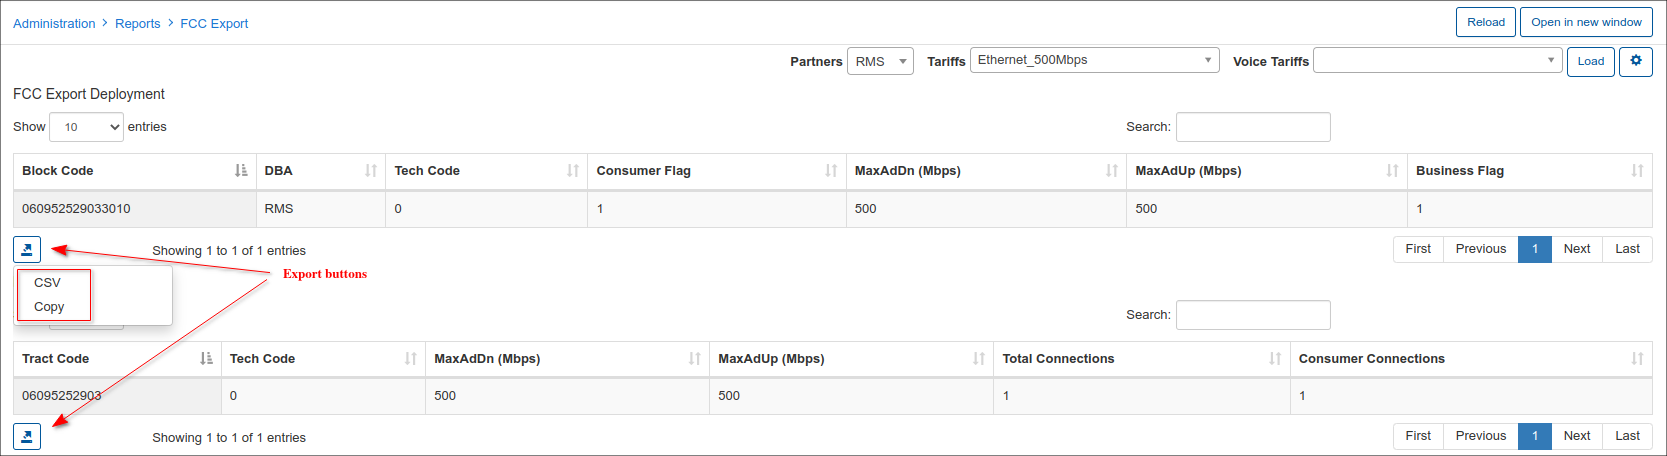 Administration > Reports > FCC Export Reload Open in new window
Partners RMS Tariffs Ethernet_500Mbps Voice Tariffs Load
FCC Export Deployment
Show 10 entries Search:
Block Code DBA Tech Code Consumer Flag MaxAdDn (Mbps) MaxAdUp (Mbps) Business Flag
060952529033010 RMS 0 1 500 500 1
Showing 1 to 1 of 1 entries First Previous 1 Next Last
Export buttons
CSV
Copy
Search:
Tract Code Tech Code MaxAdDn (Mbps) MaxAdUp (Mbps) Total Connections Consumer Connections
06095252903 0 500 500 1 1
Showing 1 to 1 of 1 entries First Previous 1 Next Last